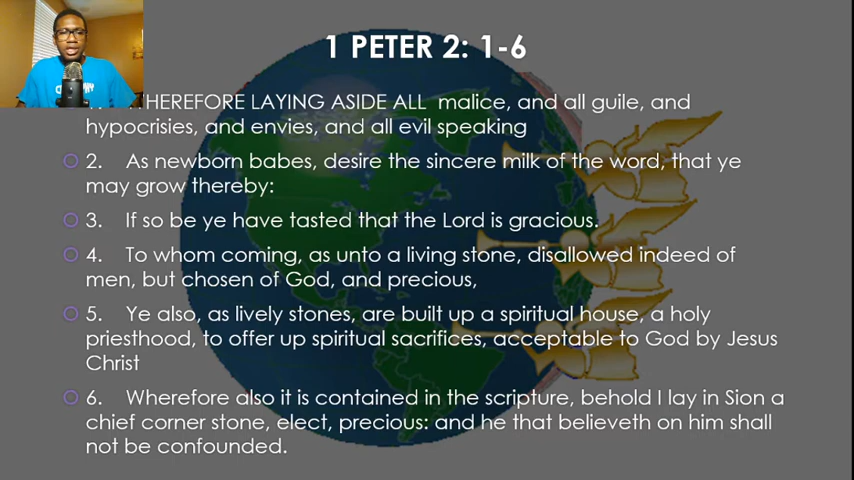 1 PETER 2: 1-6
THEREFORE LAYING ASIDE ALL malice, and all guile, and
hypocrisies, and envies, and all evil speaking
2. As newborn babes, desire the sincere milk of the word, that ye
may grow thereby:
3. If so be ye have tasted that the Lord is gracious.
4. To whom coming, as unto a living stone, disallowed indeed of
men, but chosen of God, and precious,
5. Ye also, as lively stones, are built up a spiritual house, a holy
priesthood, to offer up spiritual sacrifices, acceptable to God by Jesus
Christ
6. Wherefore also it is contained in the scripture, behold I lay in Sion a
chief corner stone, elect, precious: and he that believeth on him shall
not be confounded.